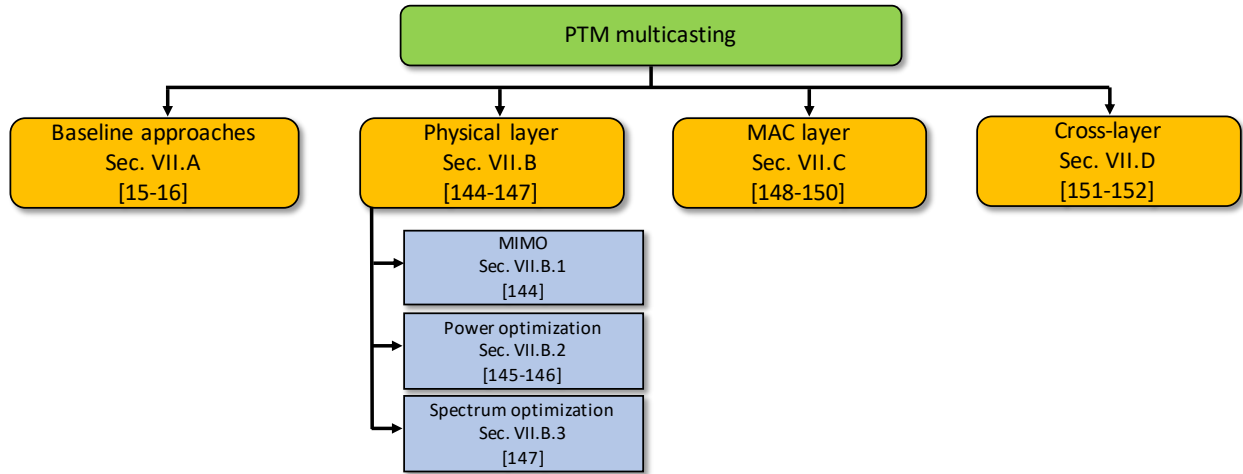 PTM multicasting
Baseline approaches
Sec. VII.A
[15-16]
Physical layer
Sec. VII.B
[144-147]
MAC layer
Sec. VII.C
[148-150]
Cross-layer
Sec. VII.D
[151-152]
MIMO
Sec. VII.B.1
[144]
Power optimization
Sec. VII.B.2
[145-146]
Spectrum optimization
Sec. VII.B.3
[147]